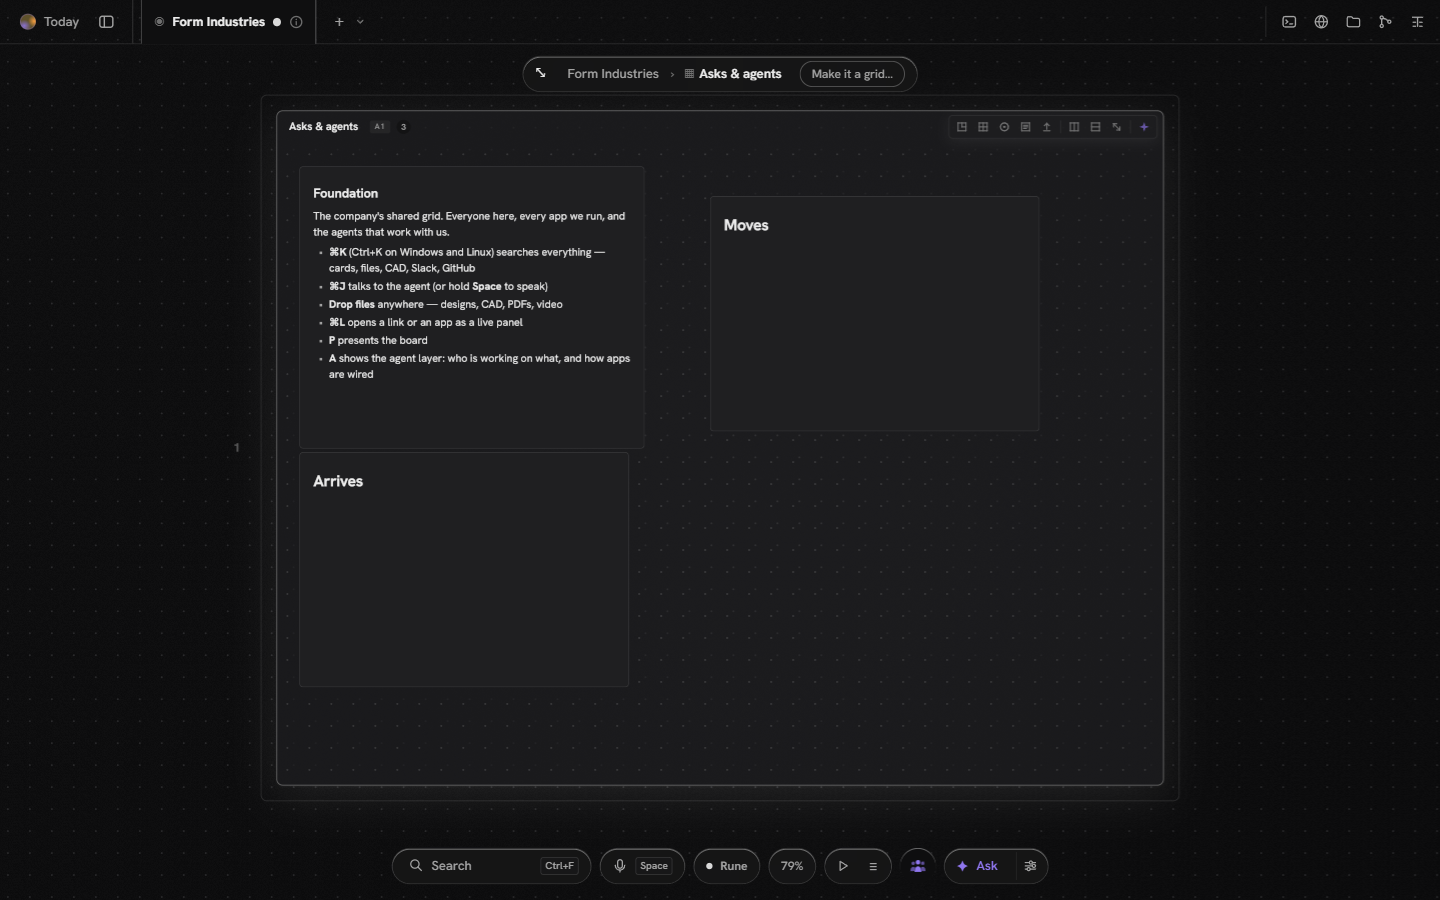 Today
Form Industries
Form Industries › Asks & agents Make it a grid...
Asks & agents A1 3
Foundation
The company's shared grid. Everyone here, every app we run, and
the agents that work with us.
⌘K (Ctrl+K on Windows and Linux) searches everything —
cards, files, CAD, Slack, GitHub
⌘J talks to the agent (or hold Space to speak)
Drop files anywhere — designs, CAD, PDFs, video
⌘L opens a link or an app as a live panel
P presents the board
A shows the agent layer: who is working on what, and how apps
are wired
Moves
1
Arrives
Search Ctrl+F Space Rune 79% Ask